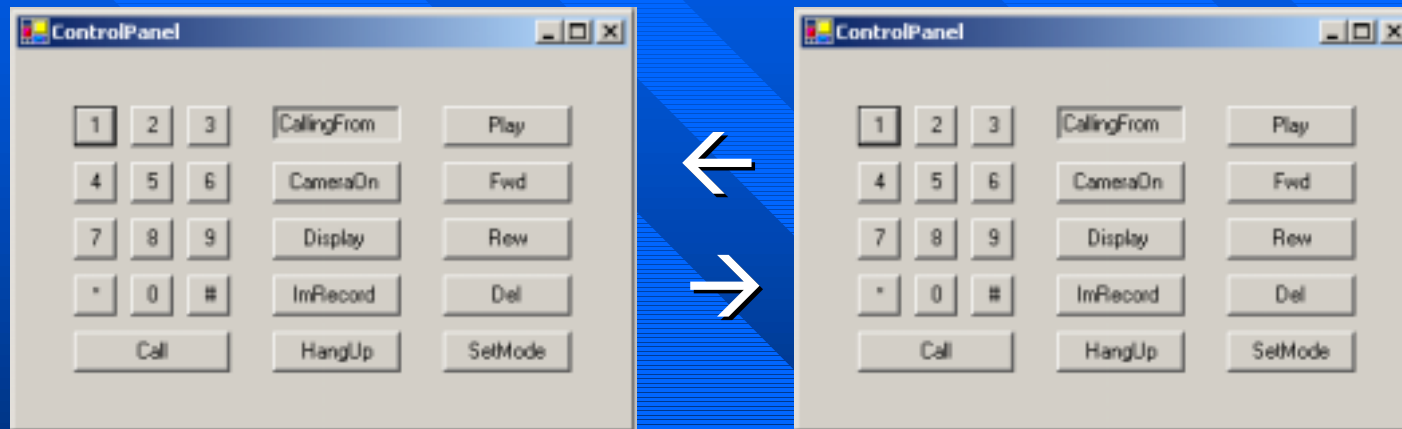 ControlPanel
1 2 3 CallingFrom Play
4 5 6 CameraOn Fwd
7 8 9 Display Rew
* 0 # ImRecord Del
Call HangUp SetMode
←
→
ControlPanel
1 2 3 CallingFrom Play
4 5 6 CameraOn Fwd
7 8 9 Display Rew
* 0 # ImRecord Del
Call HangUp SetMode